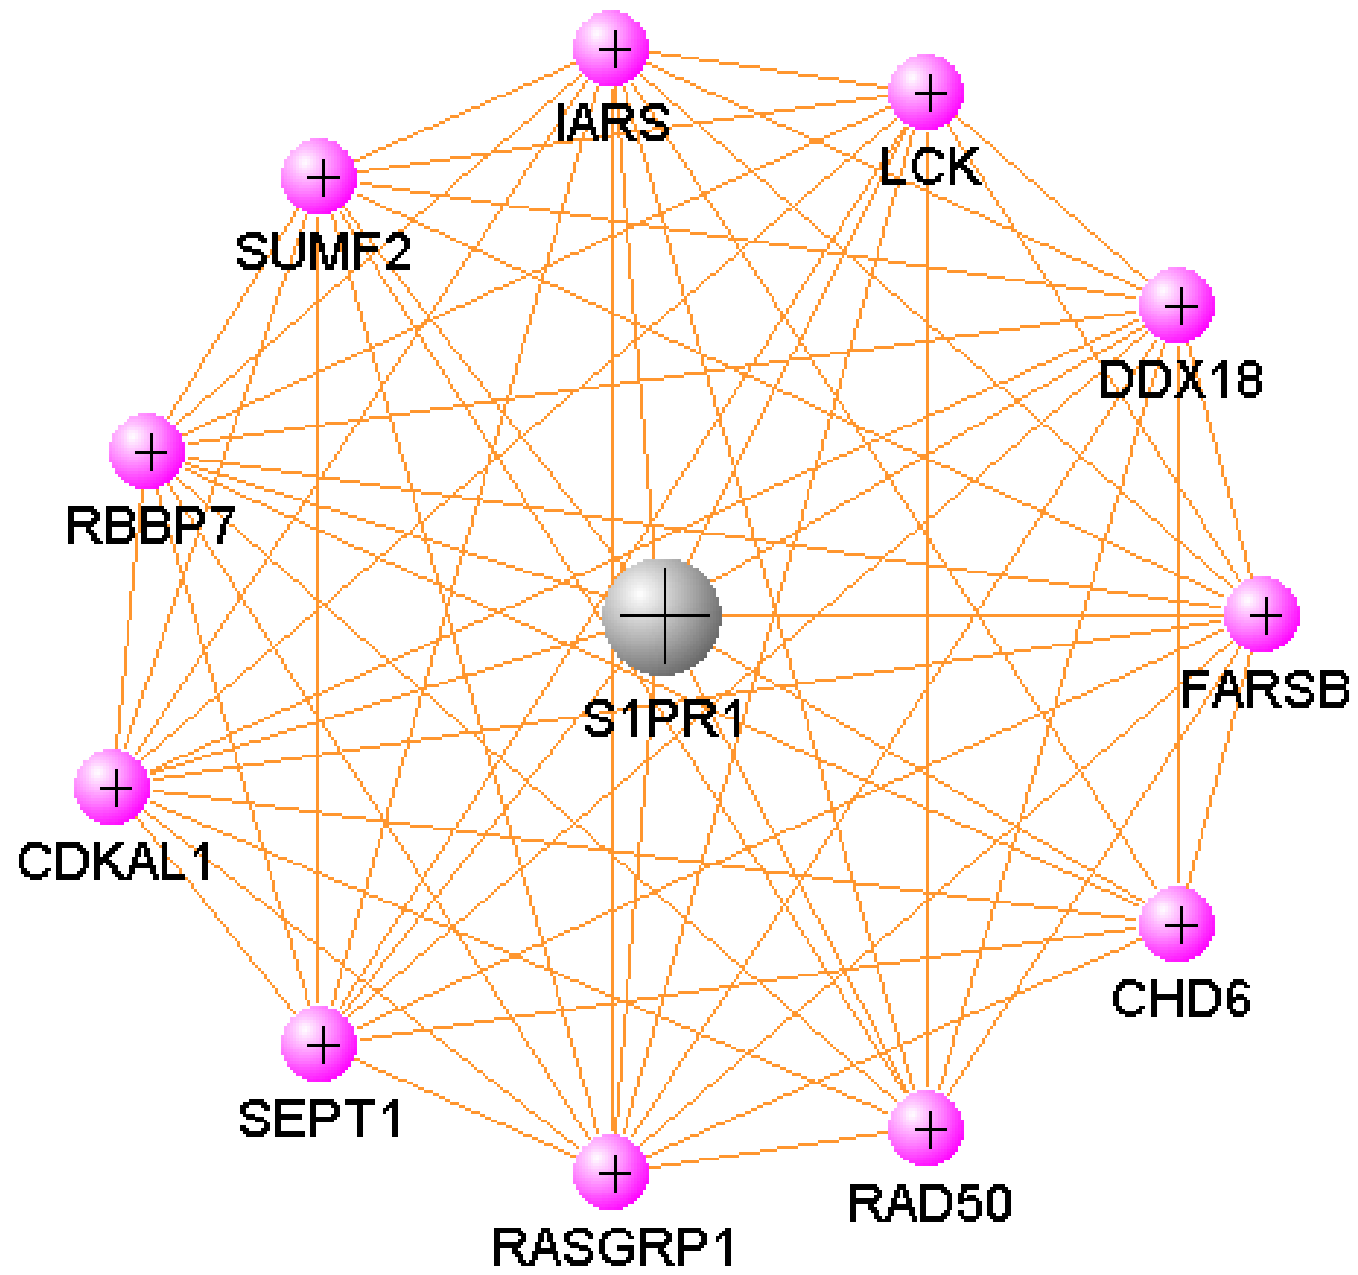 IARS
LCK
SUMF2
DDX18
RBBP7
FARSB
S1PR1
CDKAL1
CHD6
SEPT1
RAD50
RASGRP1